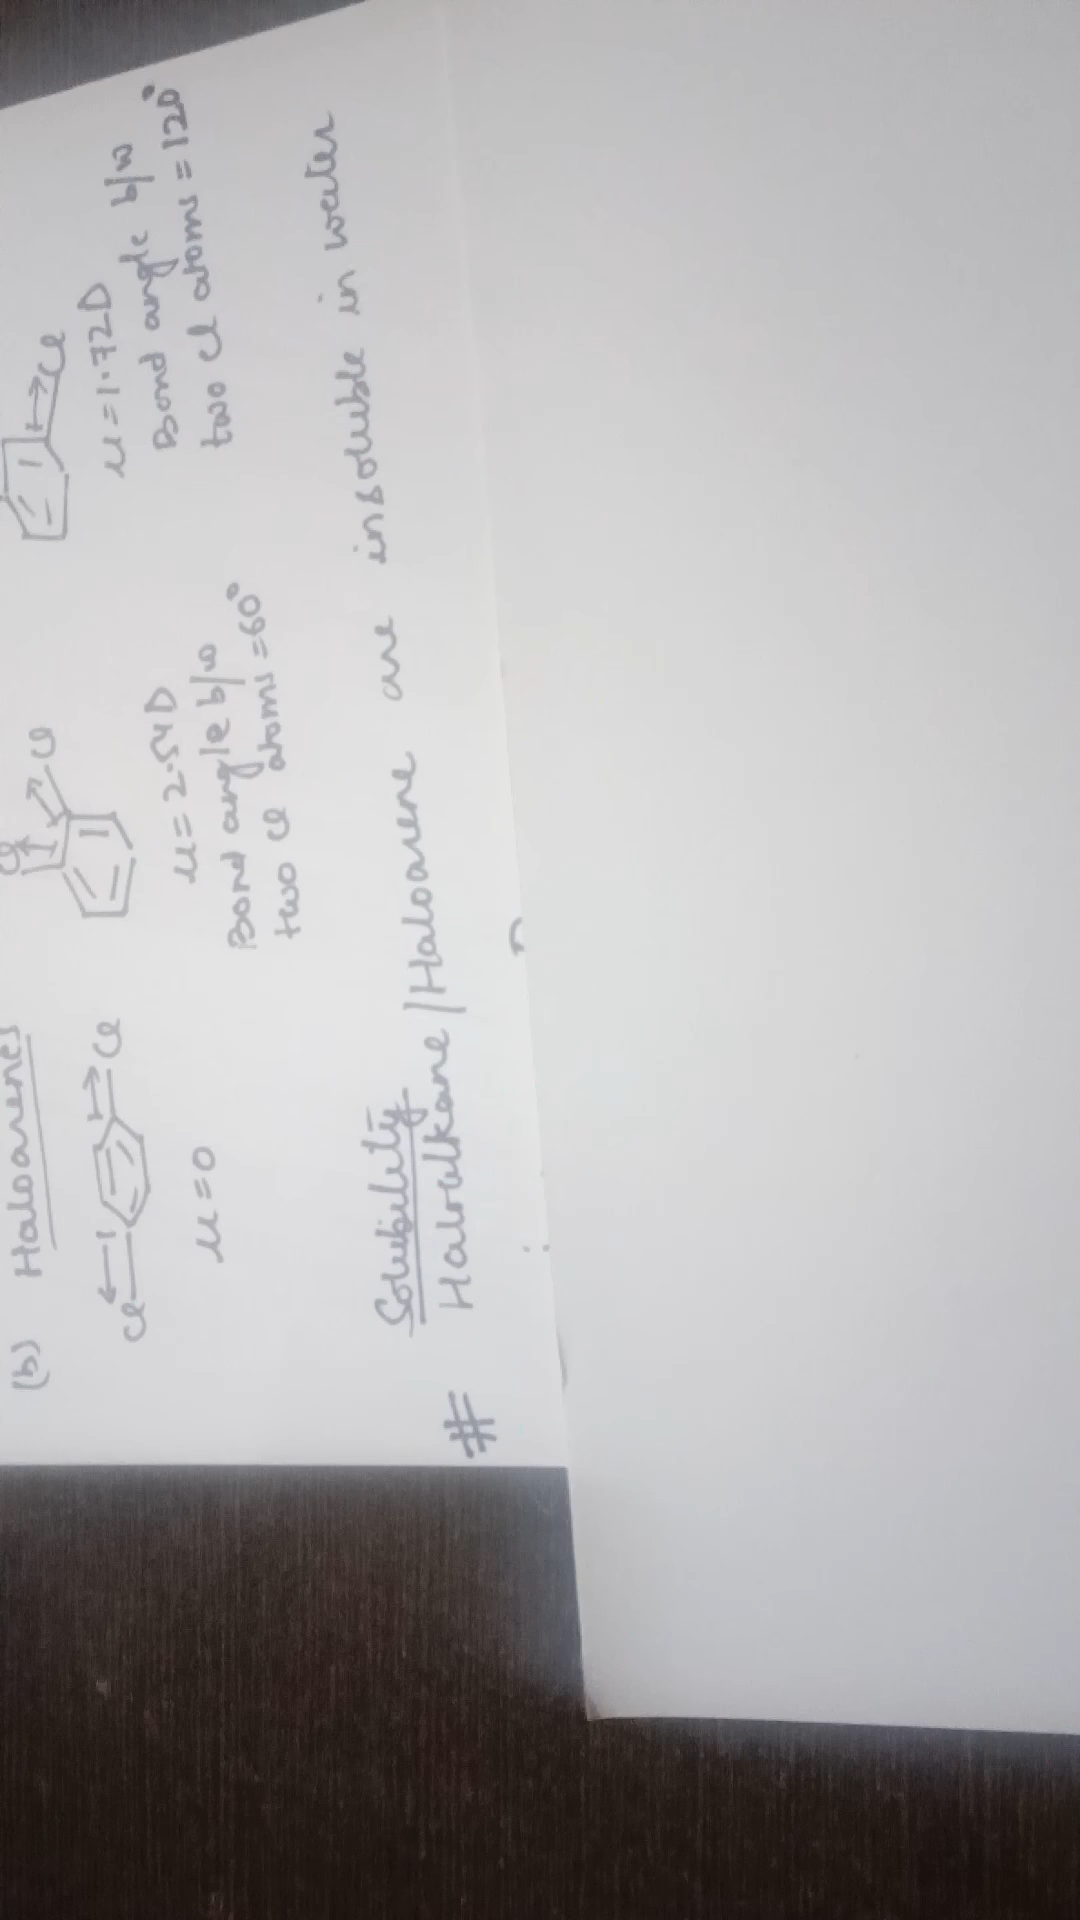 (b) Haloarenes
Cl Cl
Cl Cl
Cl
μ=0
μ=2.54D
Bond angle b/w
two Cl atoms=60°
μ=1.72D
Bond angle b/w
two Cl atoms=120°
Solubility
# Haloalkane/Haloarene are insoluble in water